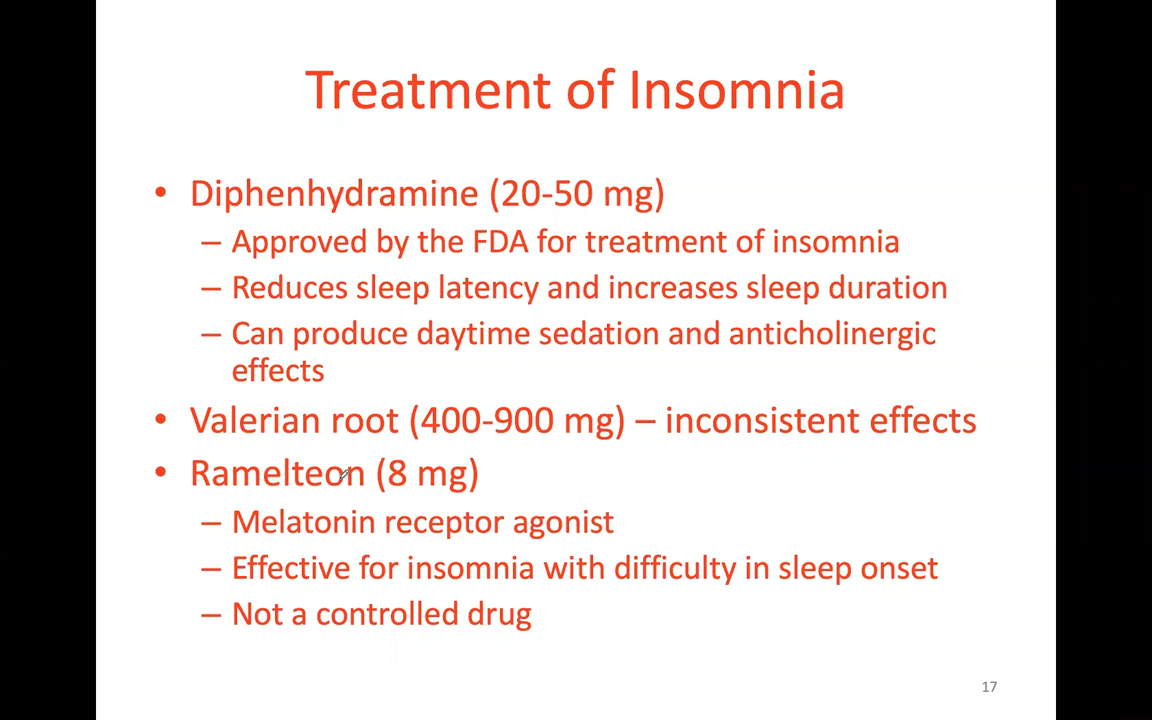 Treatment of Insomnia
• Diphenhydramine (20-50 mg)
– Approved by the FDA for treatment of insomnia
– Reduces sleep latency and increases sleep duration
– Can produce daytime sedation and anticholinergic
effects
• Valerian root (400-900 mg) – inconsistent effects
• Ramelteon (8 mg)
– Melatonin receptor agonist
– Effective for insomnia with difficulty in sleep onset
– Not a controlled drug
17